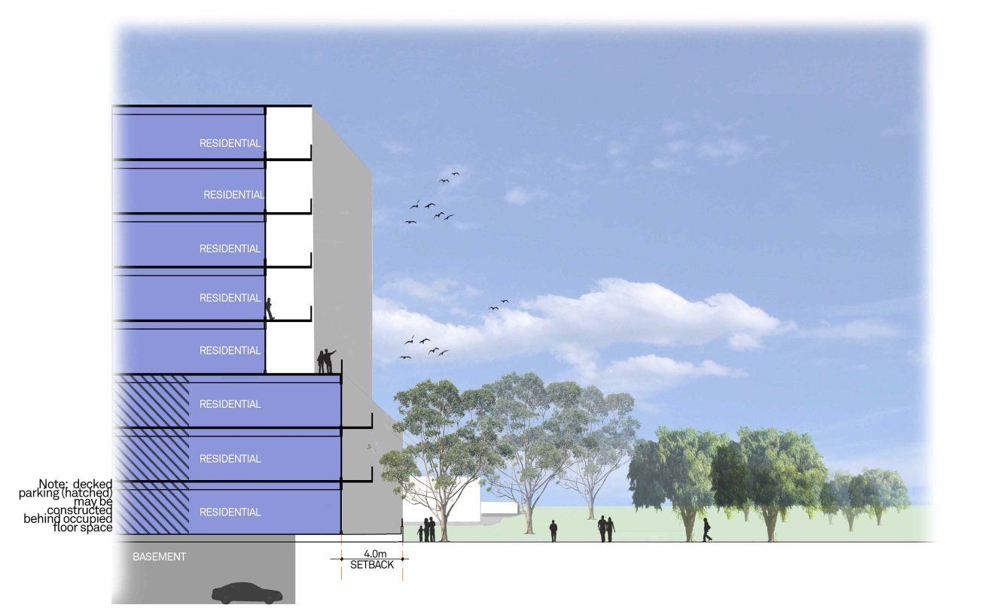 RESIDENTIAL
RESIDENTIAL
RESIDENTIAL
RESIDENTIAL
RESIDENTIAL
RESIDENTIAL
RESIDENTIAL
RESIDENTIAL
Note: decked
parking (hatched)
may be
constructed
behind occupied
floor space
BASEMENT
4.0m
SETBACK